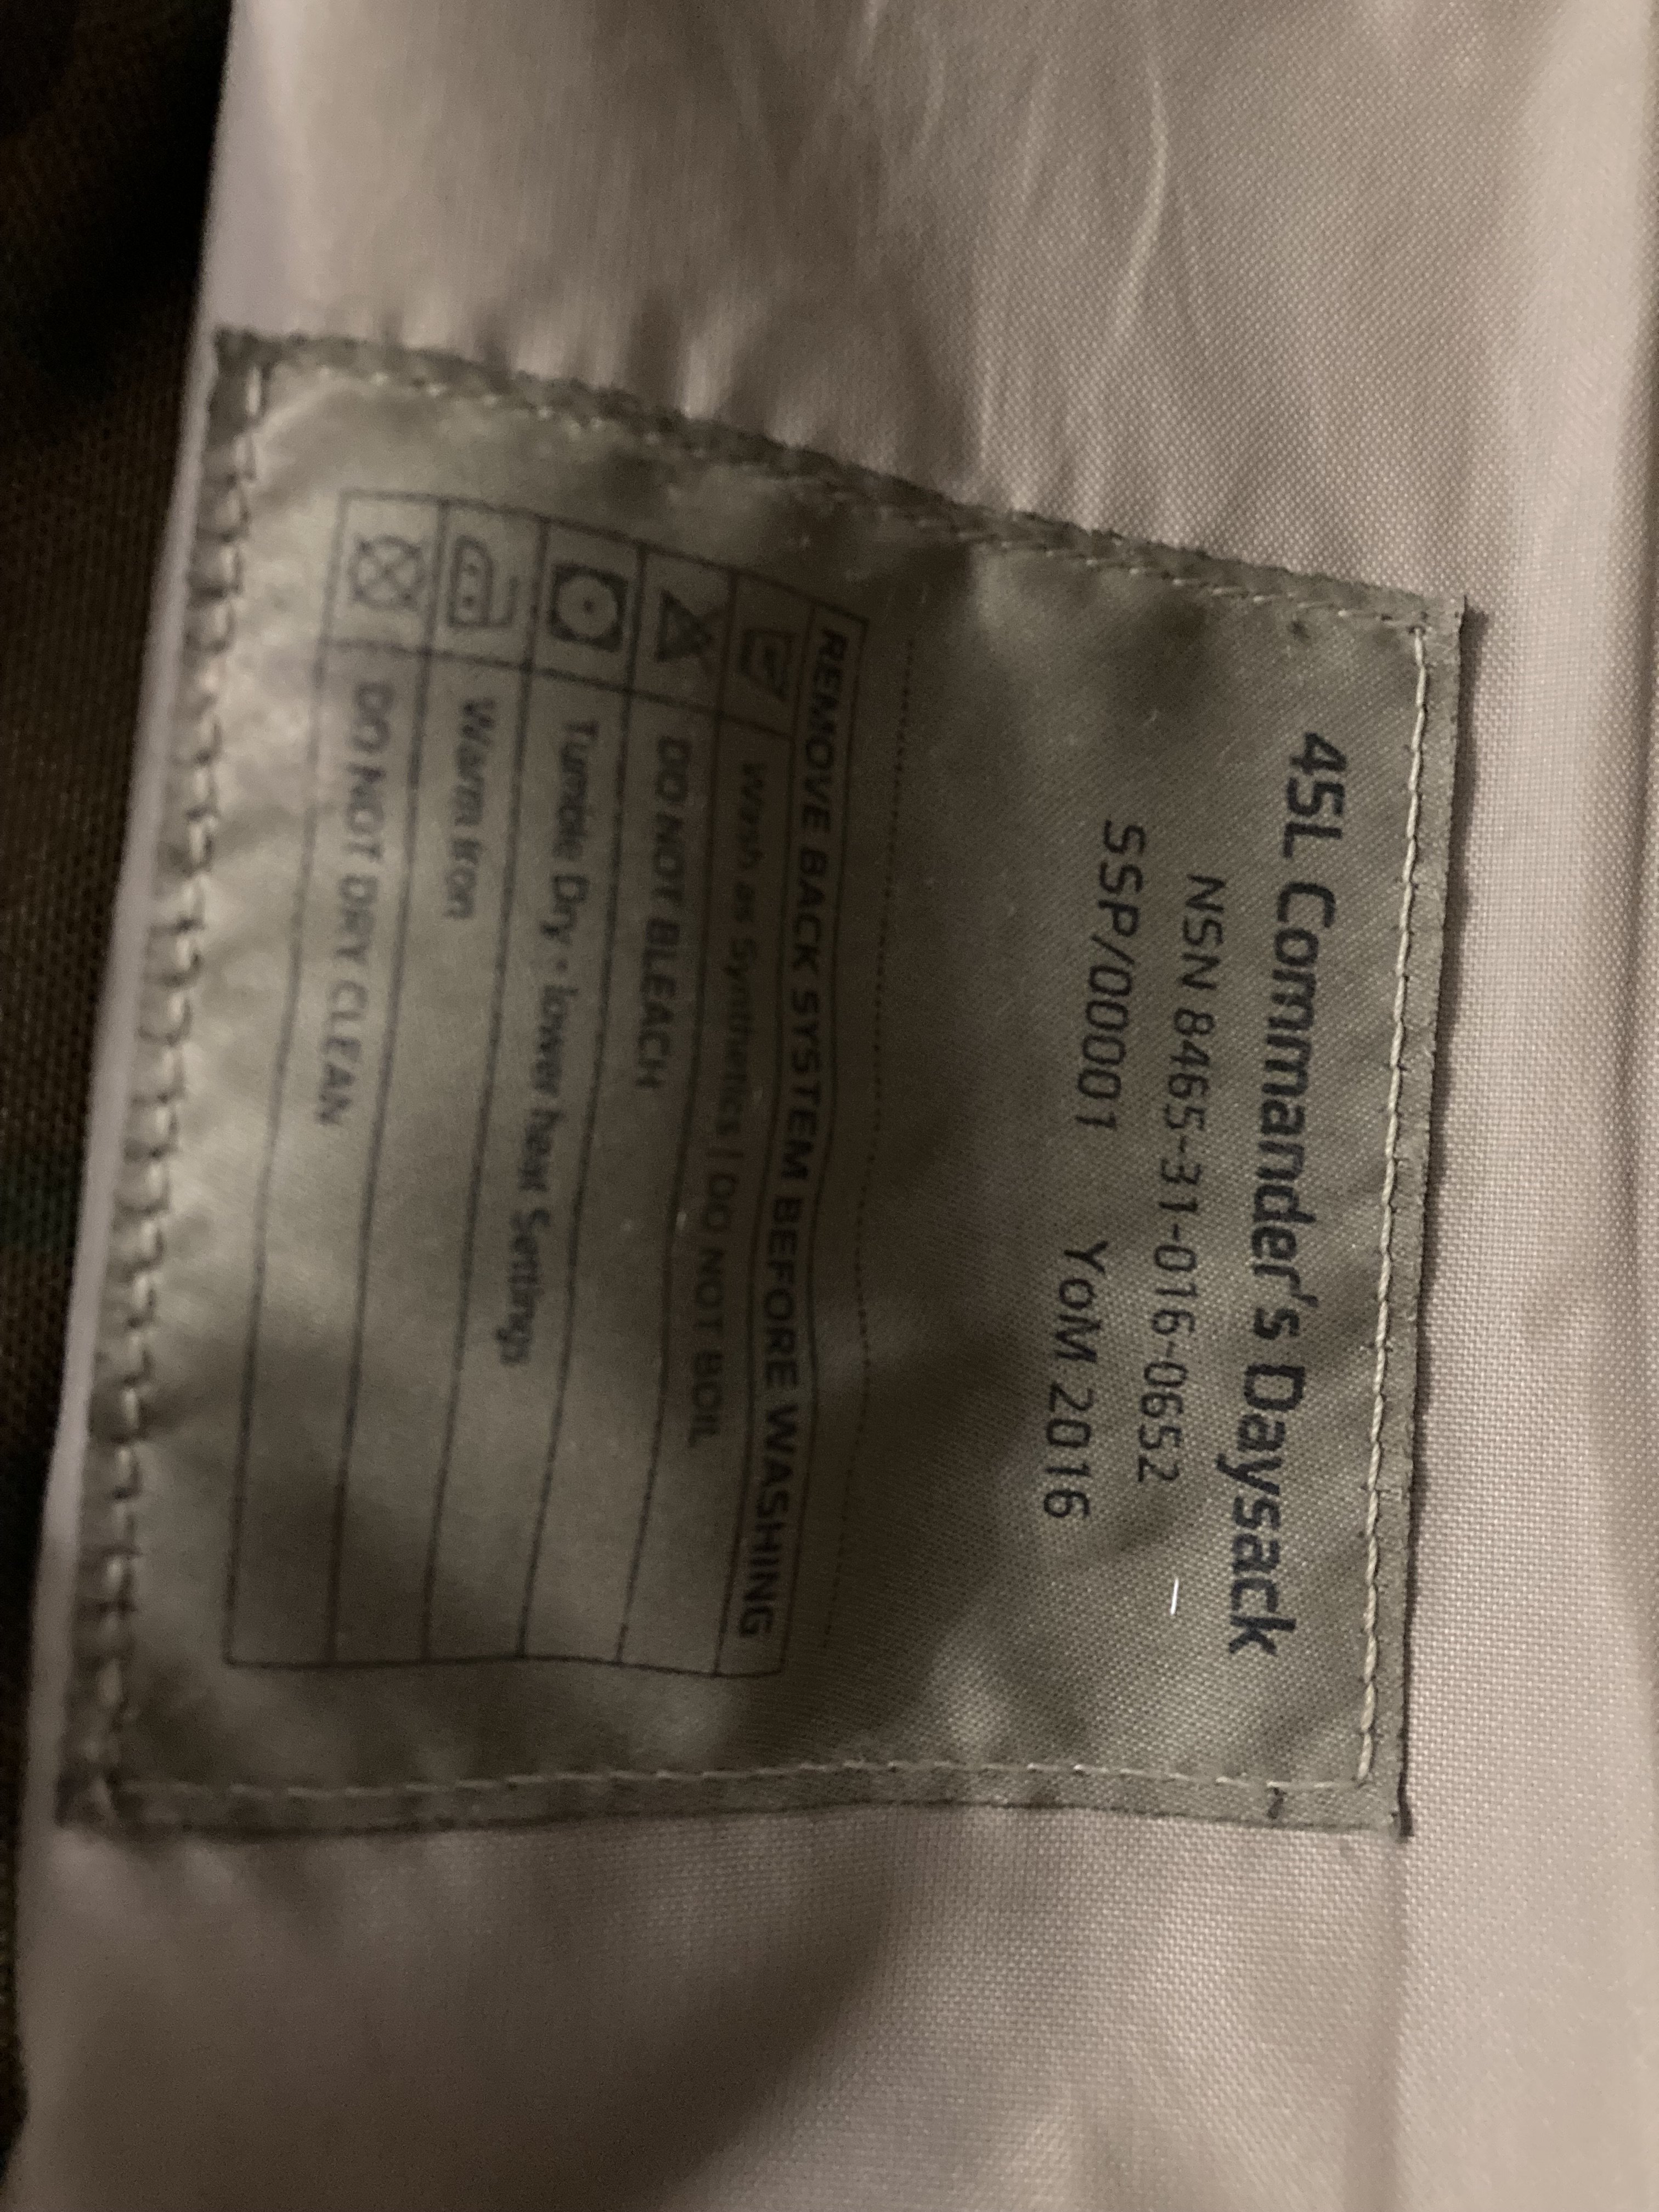 45L Commander's Daysack
NSN 8465-31-016-0652
SSP/00001 YoM 2016
REMOVE BACK SYSTEM BEFORE WASHING
Wash as Synthetics | DO NOT BOIL
DO NOT BLEACH
Tumble Dry - lower heat Settings
Warm Iron
DO NOT DRY CLEAN